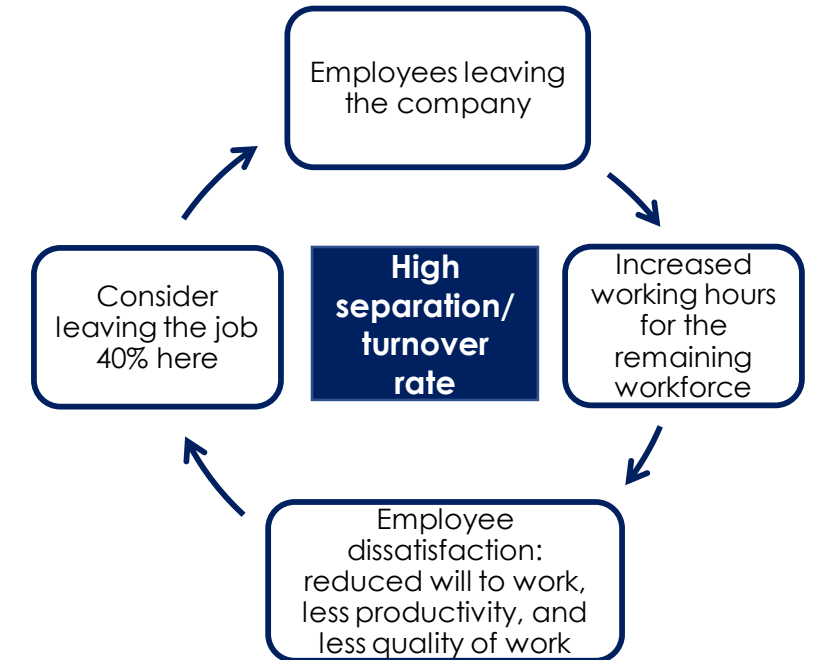 Employees leaving
the company
Increased
working hours
for the
remaining
workforce
Employee
dissatisfaction:
reduced will to work,
less productivity, and
less quality of work
Consider
leaving the job
40% here
High
separation/
turnover
rate